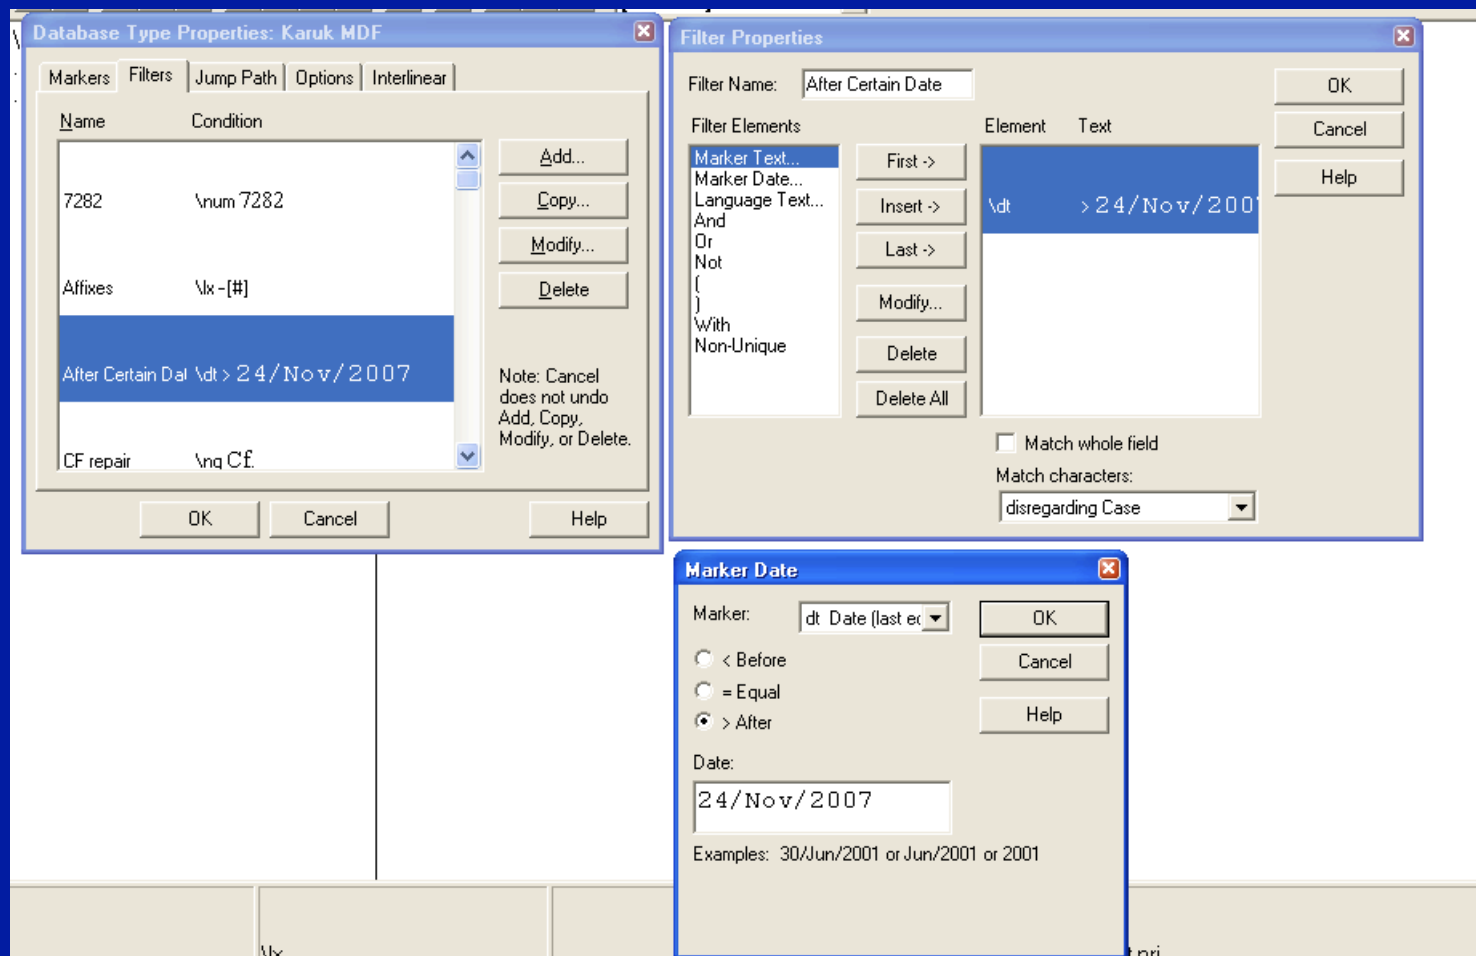 Database Type Properties: Karuk MDF
Markers Filters Jump Path Options Interlinear
Name Condition
7282 \num 7282
Affixes \lx -[#]
After Certain Dat \dt > 24/Nov/2007
CF repair \nq Cf.
Add...
Copy...
Modify...
Delete
Note: Cancel
does not undo
Add, Copy,
Modify, or Delete.
OK Cancel Help
Filter Properties
Filter Name: After Certain Date
Filter Elements
Marker Text...
Marker Date...
Language Text...
And
Or
Not
(
)
With
Non-Unique
First ->
Insert ->
Last ->
Modify...
Delete
Delete All
Element Text
\dt > 24/Nov/200
OK
Cancel
Help
Match whole field
Match characters:
disregarding Case
Marker Date
Marker: dt Date (last ec
< Before
= Equal
> After
Date:
24/Nov/2007
Examples: 30/Jun/2001 or Jun/2001 or 2001
OK
Cancel
Help
\lx